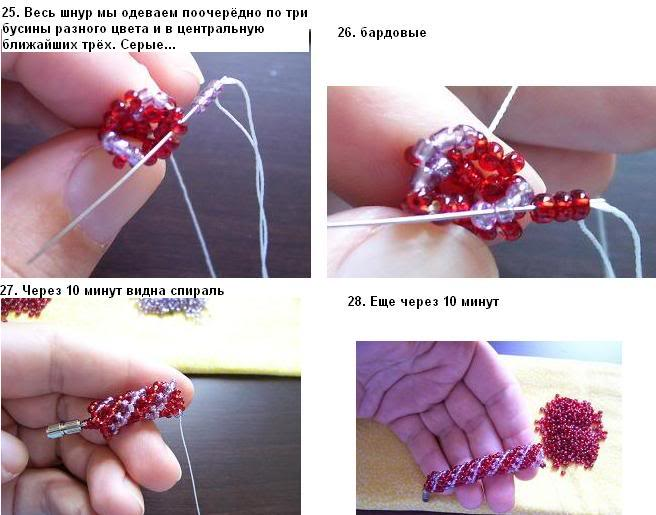 25. Весь шнур мы одеваем поочерёдно по три
бусины разного цвета и в центральную
ближайших трёх. Серые...
26. бардовые
27. Через 10 минут видна спираль
28. Еще через 10 минут